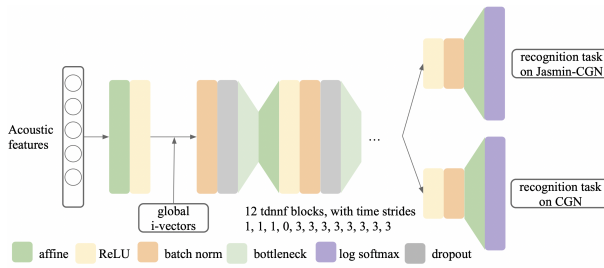 Acoustic
features
global
i-vectors
12 tdnnf blocks, with time strides
1, 1, 1, 0, 3, 3, 3, 3, 3, 3, 3, 3
...
recognition task
on Jasmin-CGN
recognition task
on CGN
affine
ReLU
batch norm
bottleneck
log softmax
dropout